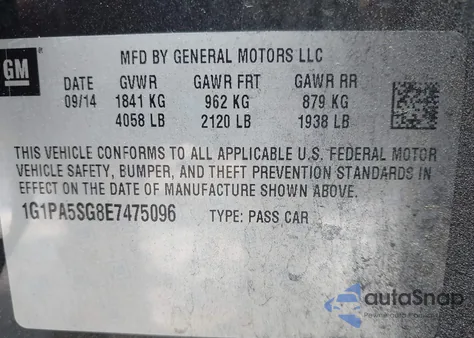 GM
MFD BY GENERAL MOTORS LLC
DATE GVWR GAWR FRT GAWR RR
09/14 1841 KG 962 KG 879 KG
4058 LB 2120 LB 1938 LB
THIS VEHICLE CONFORMS TO ALL APPLICABLE U.S. FEDERAL MOTOR
VEHICLE SAFETY, BUMPER, AND THEFT PREVENTION STANDARDS IN
EFFECT ON THE DATE OF MANUFACTURE SHOWN ABOVE.
1G1PA5SG8E7475096 TYPE: PASS CAR
autaSnap